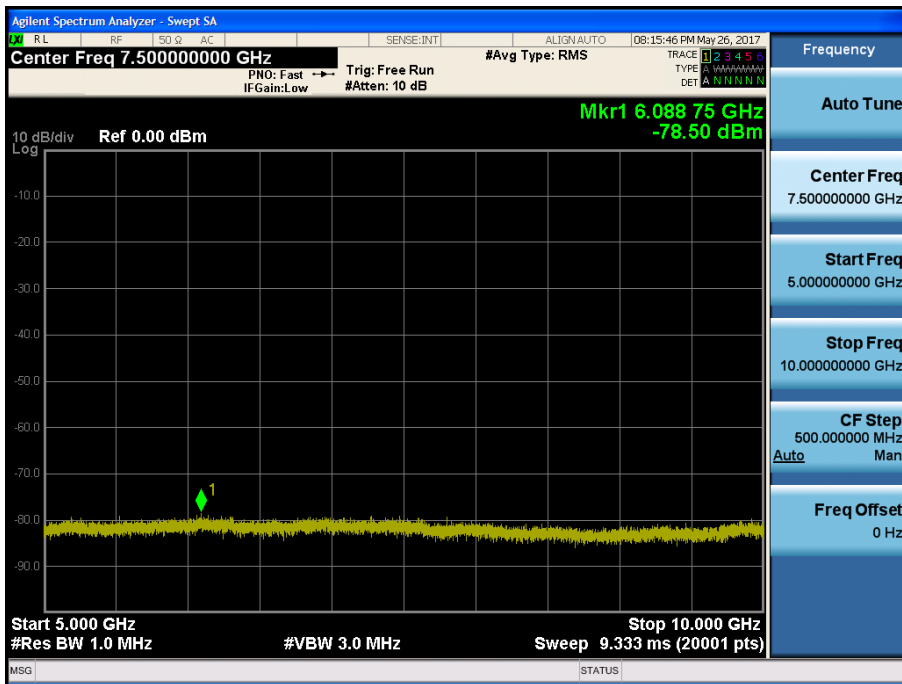 Agilent Spectrum Analyzer - Swept SA
LXI RL RF 50 Ω AC SENSE:INT ALIGN AUTO 08:15:46 PM May 26, 2017
Center Freq 7.500000000 GHz #Avg Type: RMS TRACE 1 2 3 4 5 6
PNO: Fast Trig: Free Run TYPE A WWWWW
IFGain:Low #Atten: 10 dB DET A N N N N N
Mkr1 6.088 75 GHz
-78.50 dBm
10 dB/div Ref 0.00 dBm
Log
-10.0
-20.0
-30.0
-40.0
-50.0
-60.0
-70.0
1
-80.0
-90.0
Start 5.000 GHz Stop 10.000 GHz
#Res BW 1.0 MHz #VBW 3.0 MHz Sweep 9.333 ms (20001 pts)
MSG STATUS
Frequency
Auto Tune
Center Freq
7.500000000 GHz
Start Freq
5.000000000 GHz
Stop Freq
10.000000000 GHz
CF Step
500.000000 MHz
Auto Man
Freq Offset
0 Hz